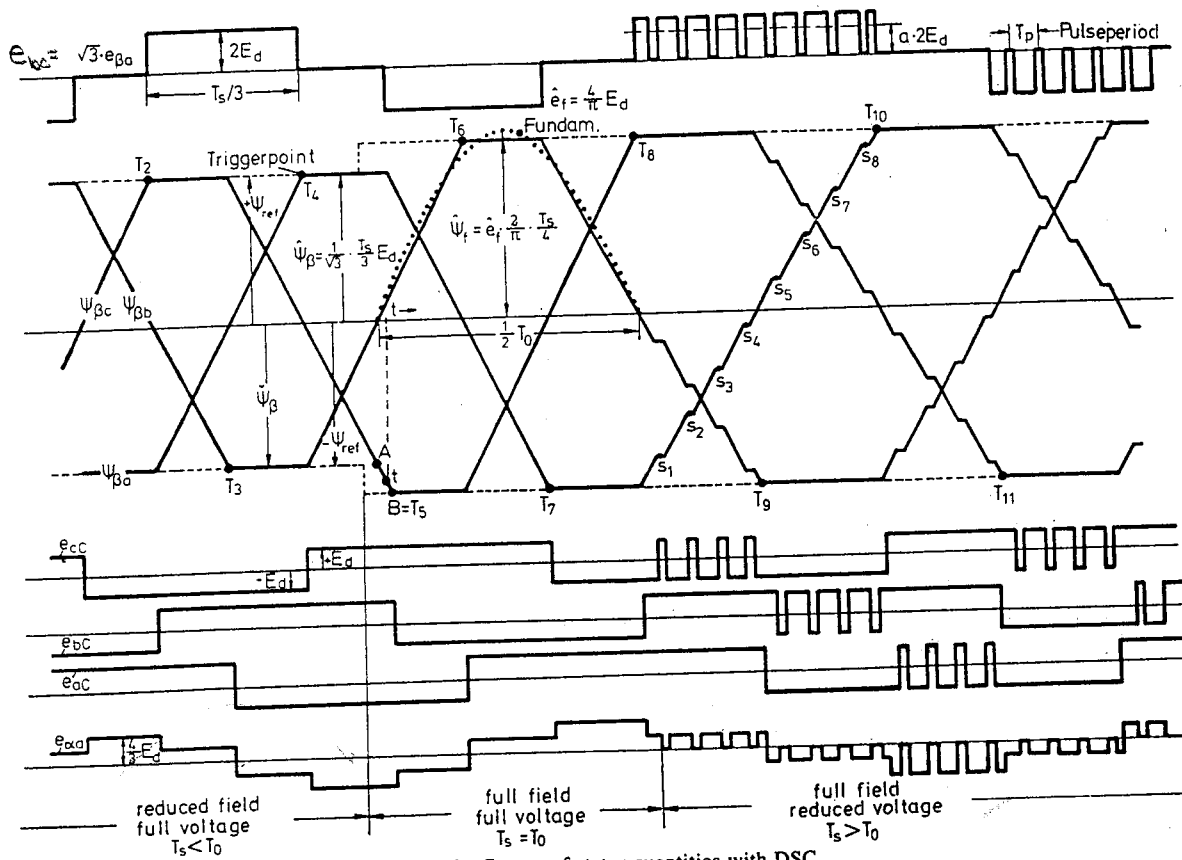 e_bc = √3·e_βa
2E_d
T_s/3
a·2E_d
T_p
Pulseperiod
ê_f = 4/π E_d
Fundam.
T_2
Triggerpoint
T_4
T_6
T_8
T_10
+Ψ_ref
Ψ̂_β = 1/√3 · T_s/3 E_d
Ψ̂_f = ê_f · 2/π · T_s/4
Ψ_βc
Ψ_βb
t
½ T_0
S_8
S_7
S_6
S_5
S_4
S_3
S_2
S_1
Ψ̌_β
-Ψ_ref
A
t
Ψ_βa
T_3
B=T_5
T_7
T_9
T_11
e_cC
+E_d
-E_d
e_bC
e_aC
e_αa
4/3 E_d
reduced field
full voltage
T_s<T_0
full field
full voltage
T_s=T_0
full field
reduced voltage
T_s>T_0
quantities with DSC